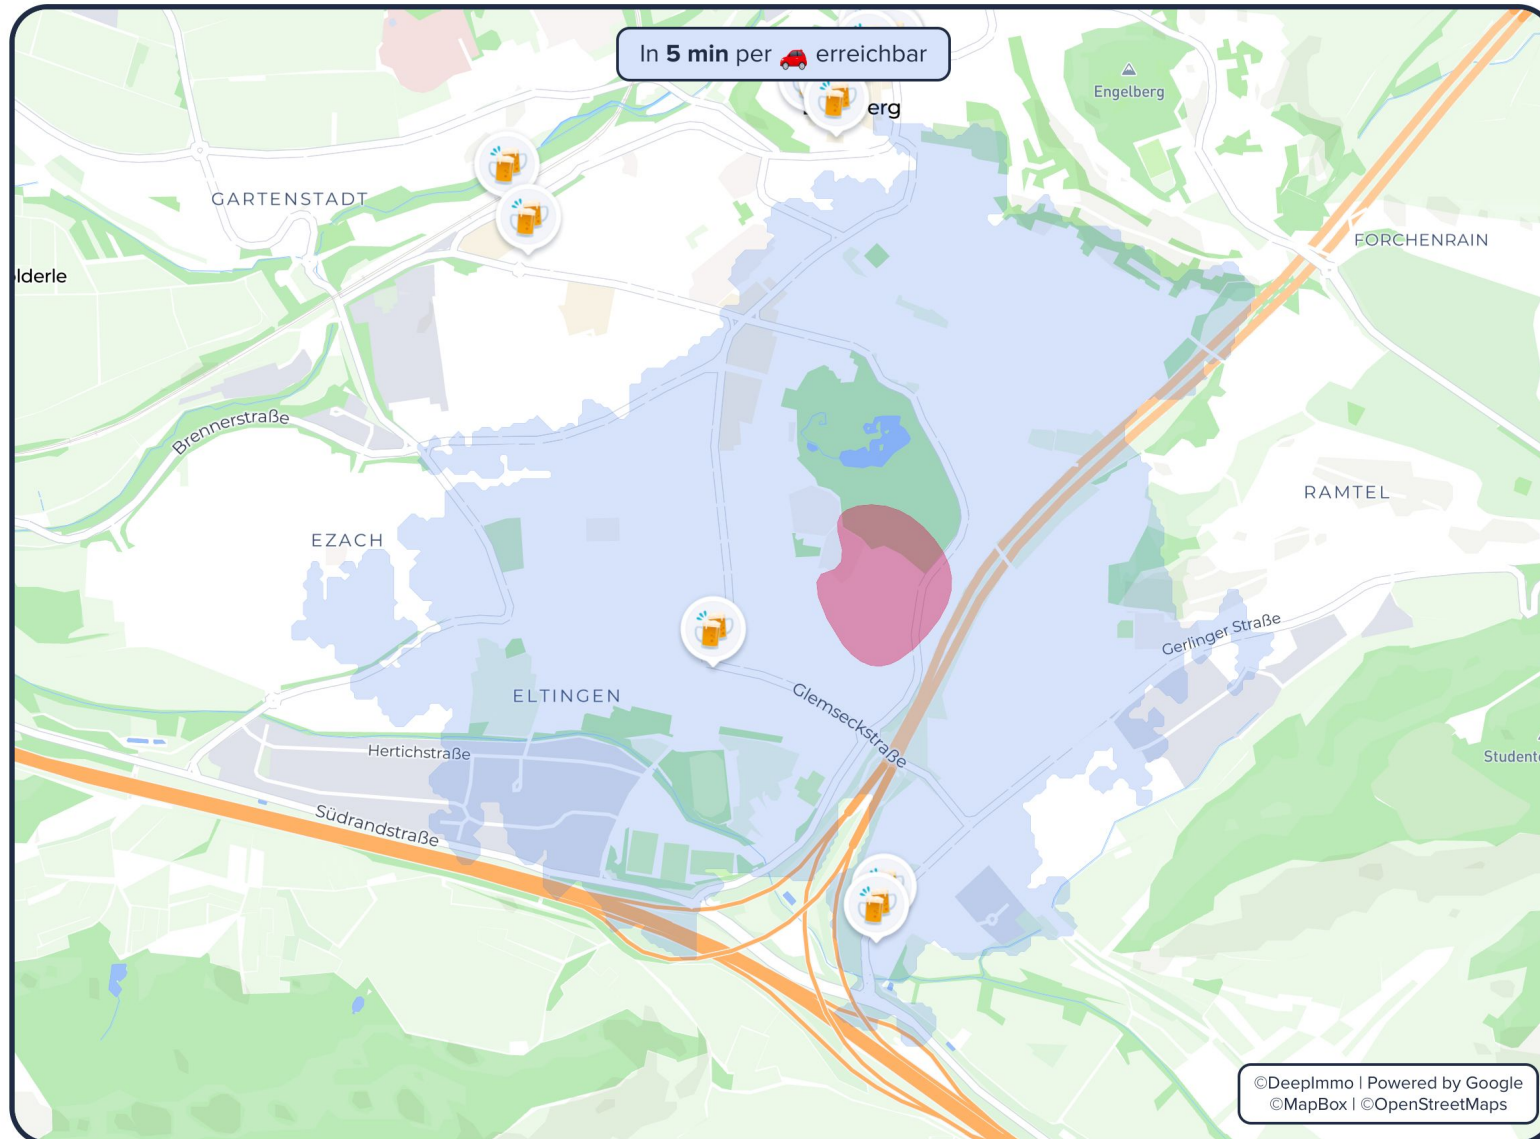 In 5 min per erreichbar
Engelberg
erg
GARTENSTADT
FORCHENRAIN
lderle
Brennerstraße
RAMTEL
EZACH
Gerlinger Straße
ELTINGEN
Glemseckstraße
Hertichstraße
Studente
Südrandstraße
©DeepImmo | Powered by Google
©MapBox | ©OpenStreetMaps